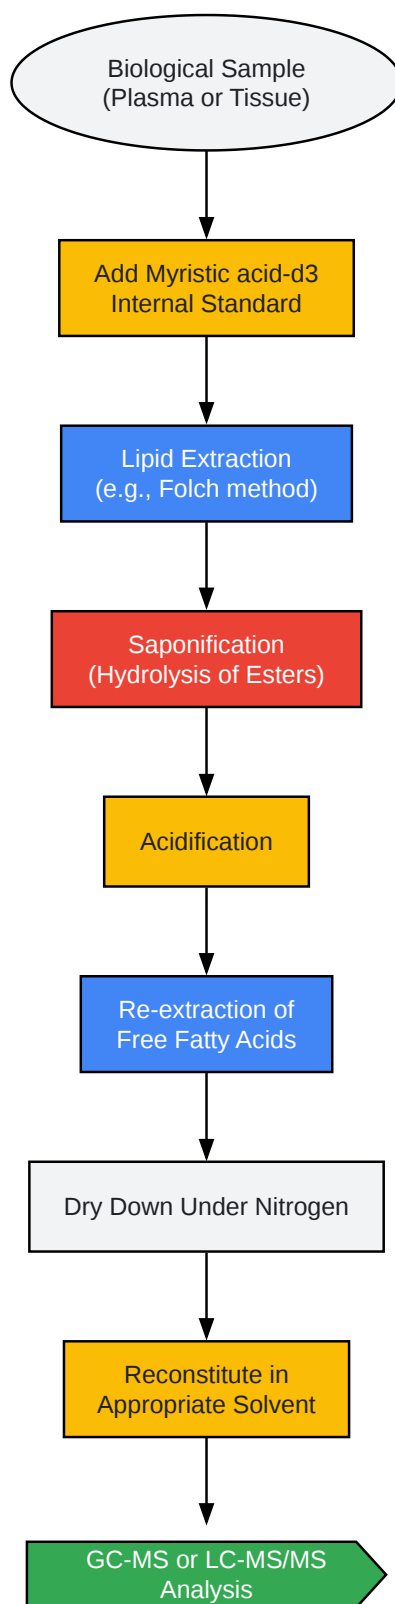 Biological Sample
(Plasma or Tissue)
Add Myristic acid-d3
Internal Standard
Lipid Extraction
(e.g., Folch method)
Saponification
(Hydrolysis of Esters)
Acidification
Re-extraction of
Free Fatty Acids
Dry Down Under Nitrogen
Reconstitute in
Appropriate Solvent
GC-MS or LC-MS/MS
Analysis